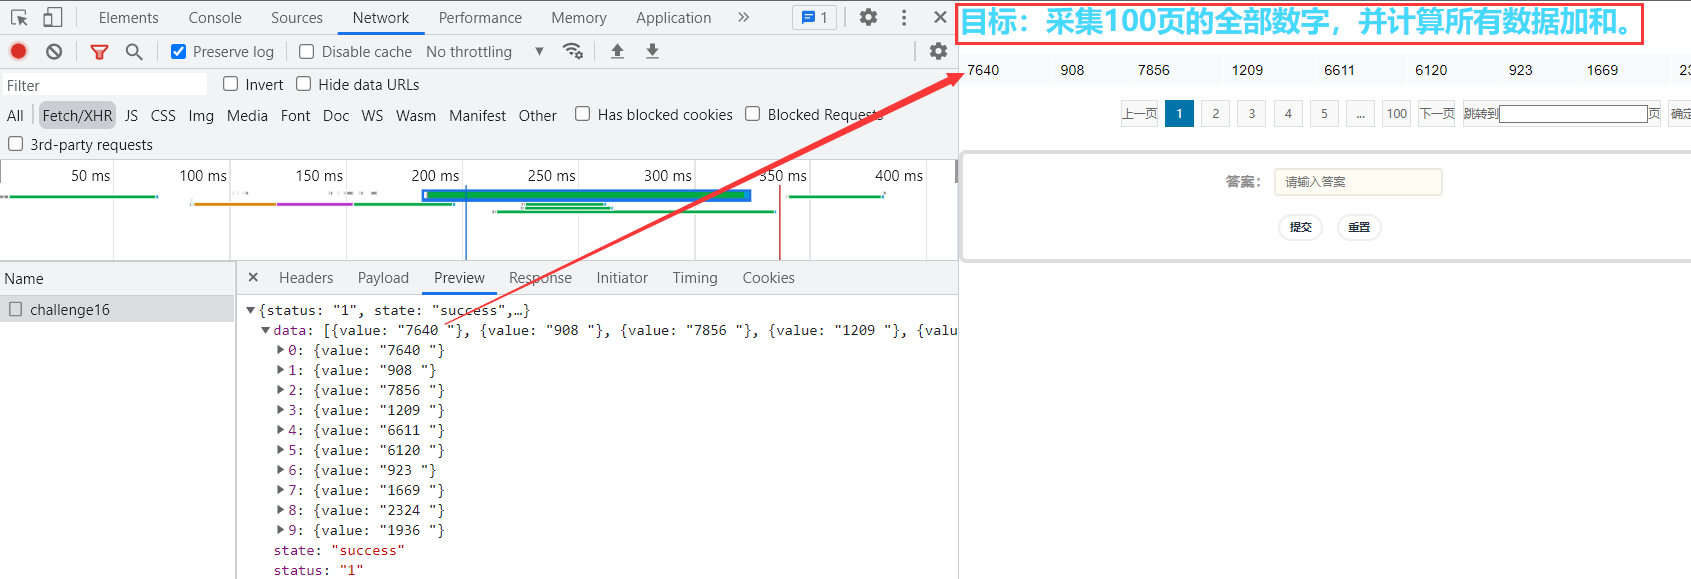 Elements Console Sources Network Performance Memory Application 1
目标：采集100页的全部数字，并计算所有数据加和。
Preserve log Disable cache No throttling
7640 908 7856 1209 6611 6120 923 1669
Filter Invert Hide data URLs
All Fetch/XHR JS CSS Img Media Font Doc WS Wasm Manifest Other Has blocked cookies Blocked Requests
上一页 1 2 3 4 5 ... 100 下一页 跳转到 页 确定
3rd-party requests
50 ms 100 ms 150 ms 200 ms 250 ms 300 ms 350 ms 400 ms
答案： 请输入答案
提交 重置
Name Headers Payload Preview Response Initiator Timing Cookies
challenge16
{status: "1", state: "success",…}
data: [{value: "7640 "}, {value: "908 "}, {value: "7856 "}, {value: "1209 "}, {valu
0: {value: "7640 "}
1: {value: "908 "}
2: {value: "7856 "}
3: {value: "1209 "}
4: {value: "6611 "}
5: {value: "6120 "}
6: {value: "923 "}
7: {value: "1669 "}
8: {value: "2324 "}
9: {value: "1936 "}
state: "success"
status: "1"